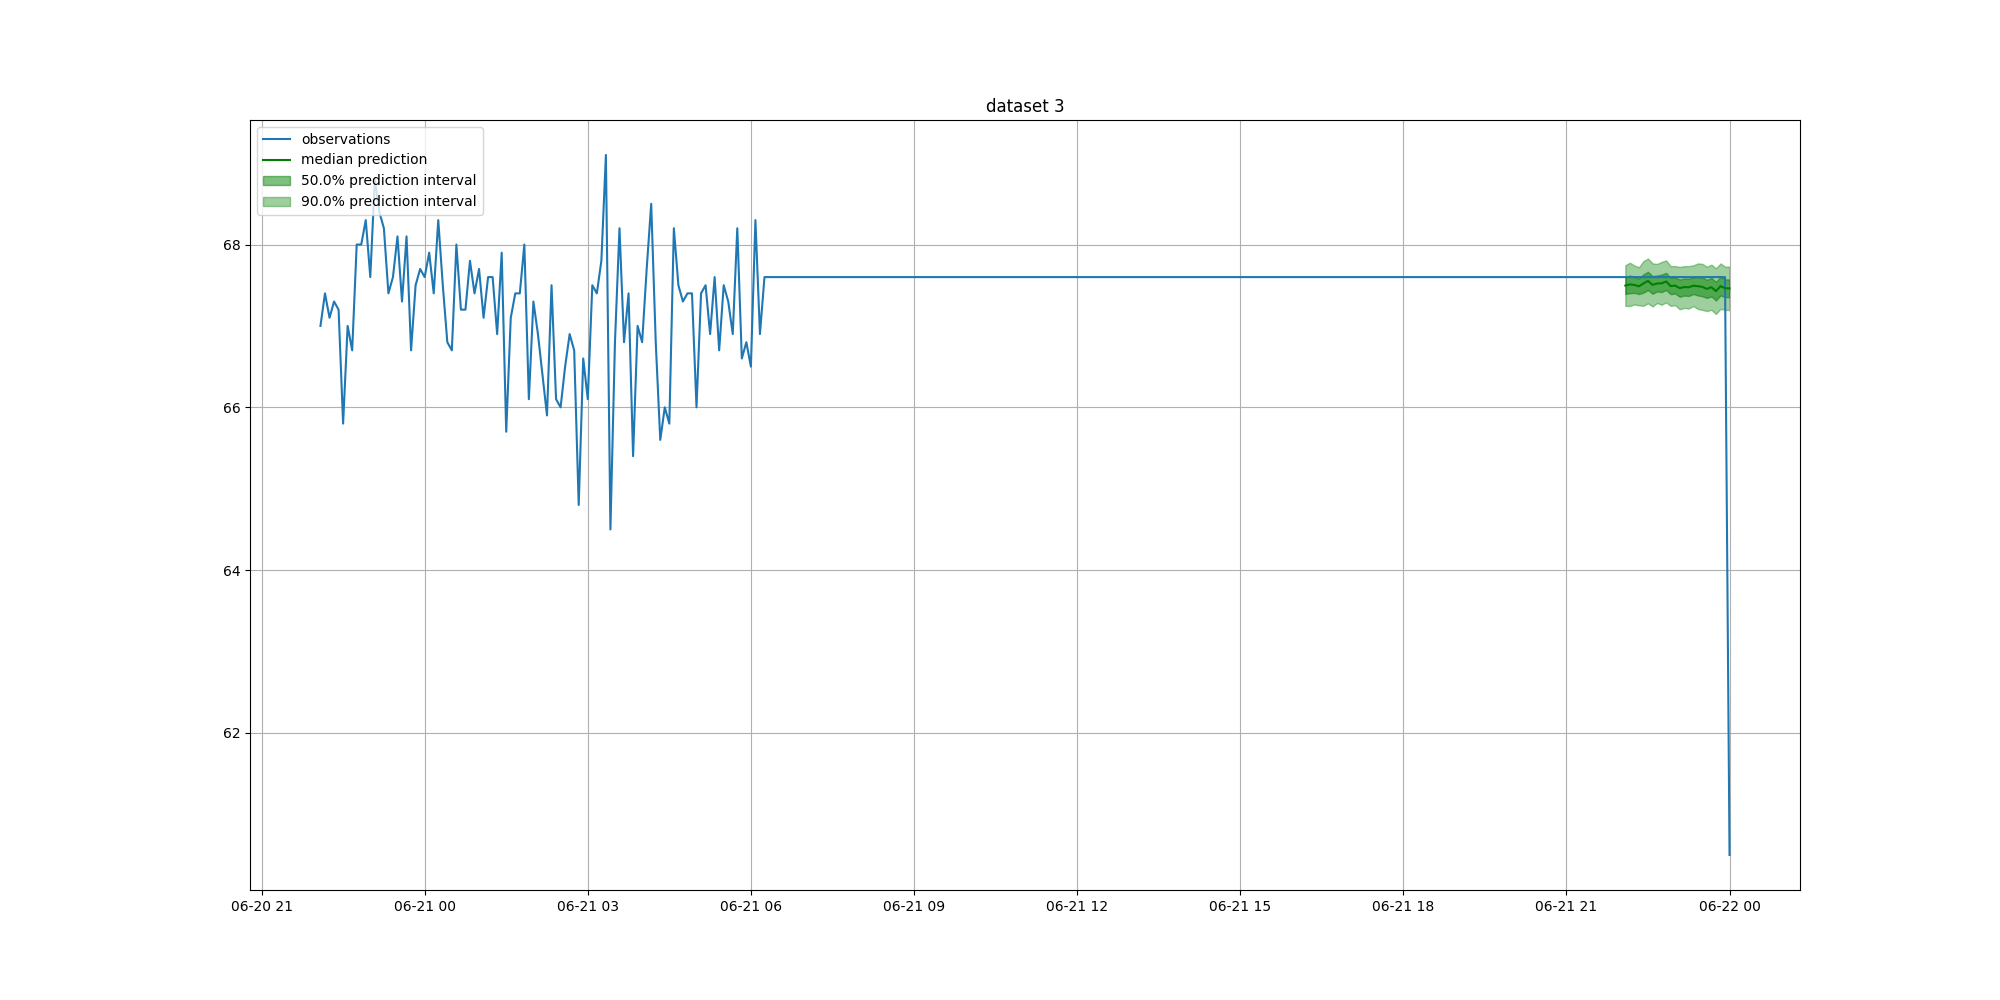 dataset 3
observations
median prediction
50.0% prediction interval
90.0% prediction interval
68
66
64
62
06-20 21 06-21 00 06-21 03 06-21 06 06-21 09 06-21 12 06-21 15 06-21 18 06-21 21 06-22 00